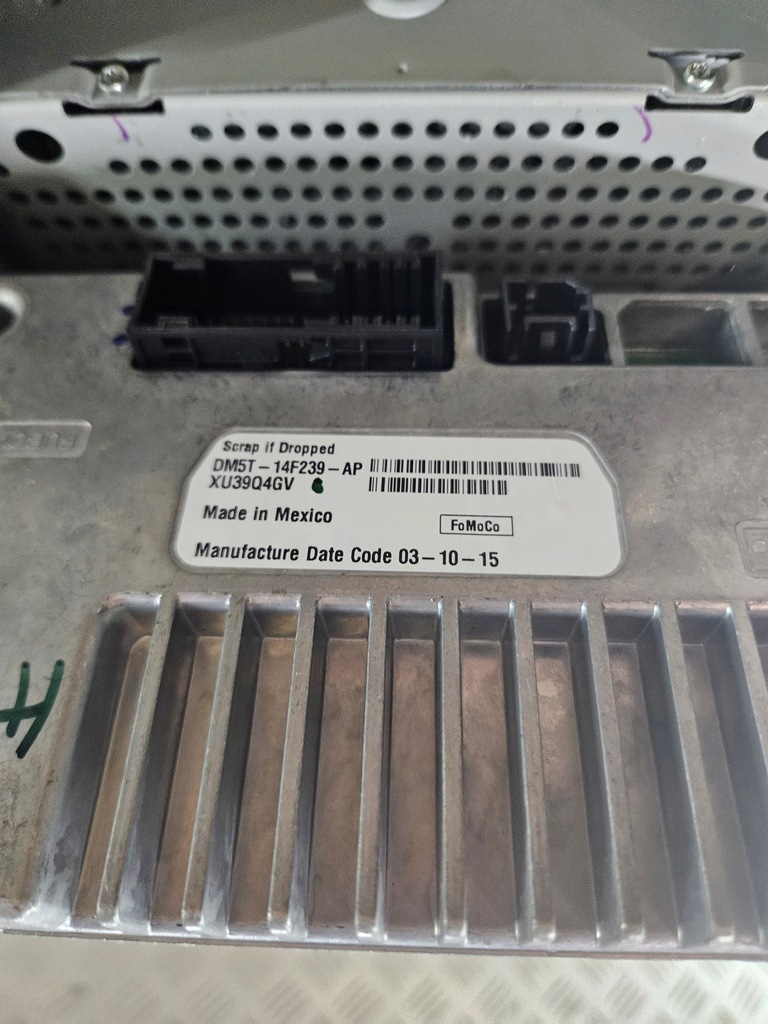 Scrap if Dropped
DM5T-14F239-AP
XU39Q4GV
Made in Mexico
FoMoCo
Manufacture Date Code 03-10-15